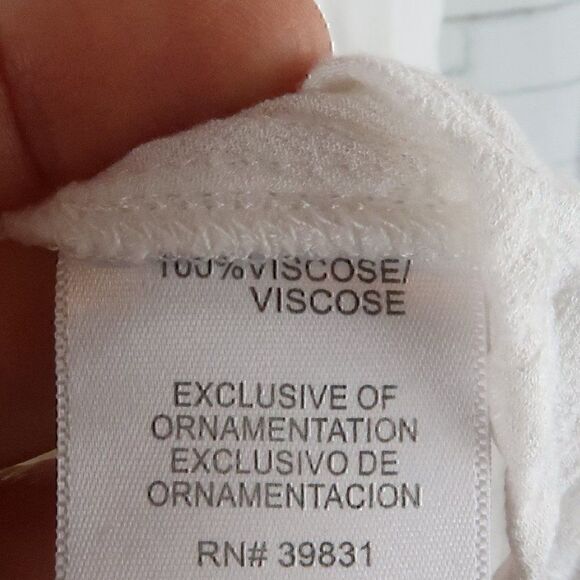 100%VISCOSE/
VISCOSE
EXCLUSIVE OF
ORNAMENTATION
EXCLUSIVO DE
ORNAMENTACION
RN# 39831